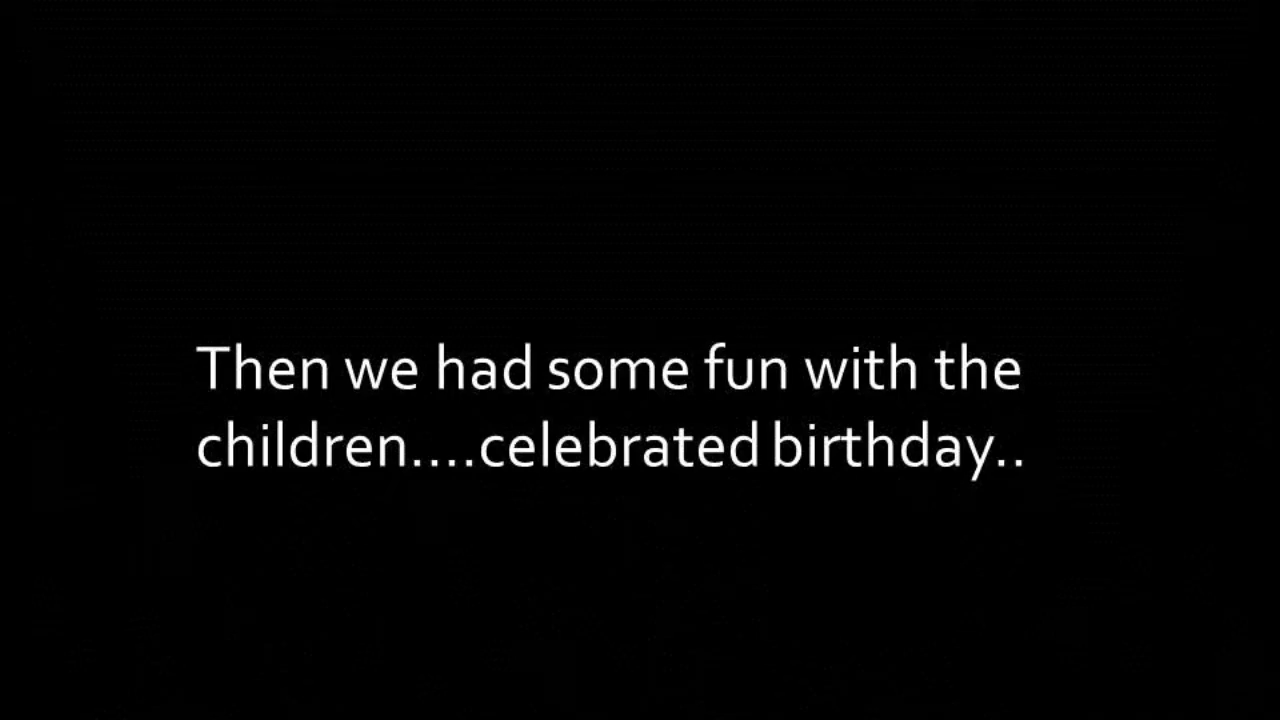 Then we had some fun with the
children....celebrated birthday..